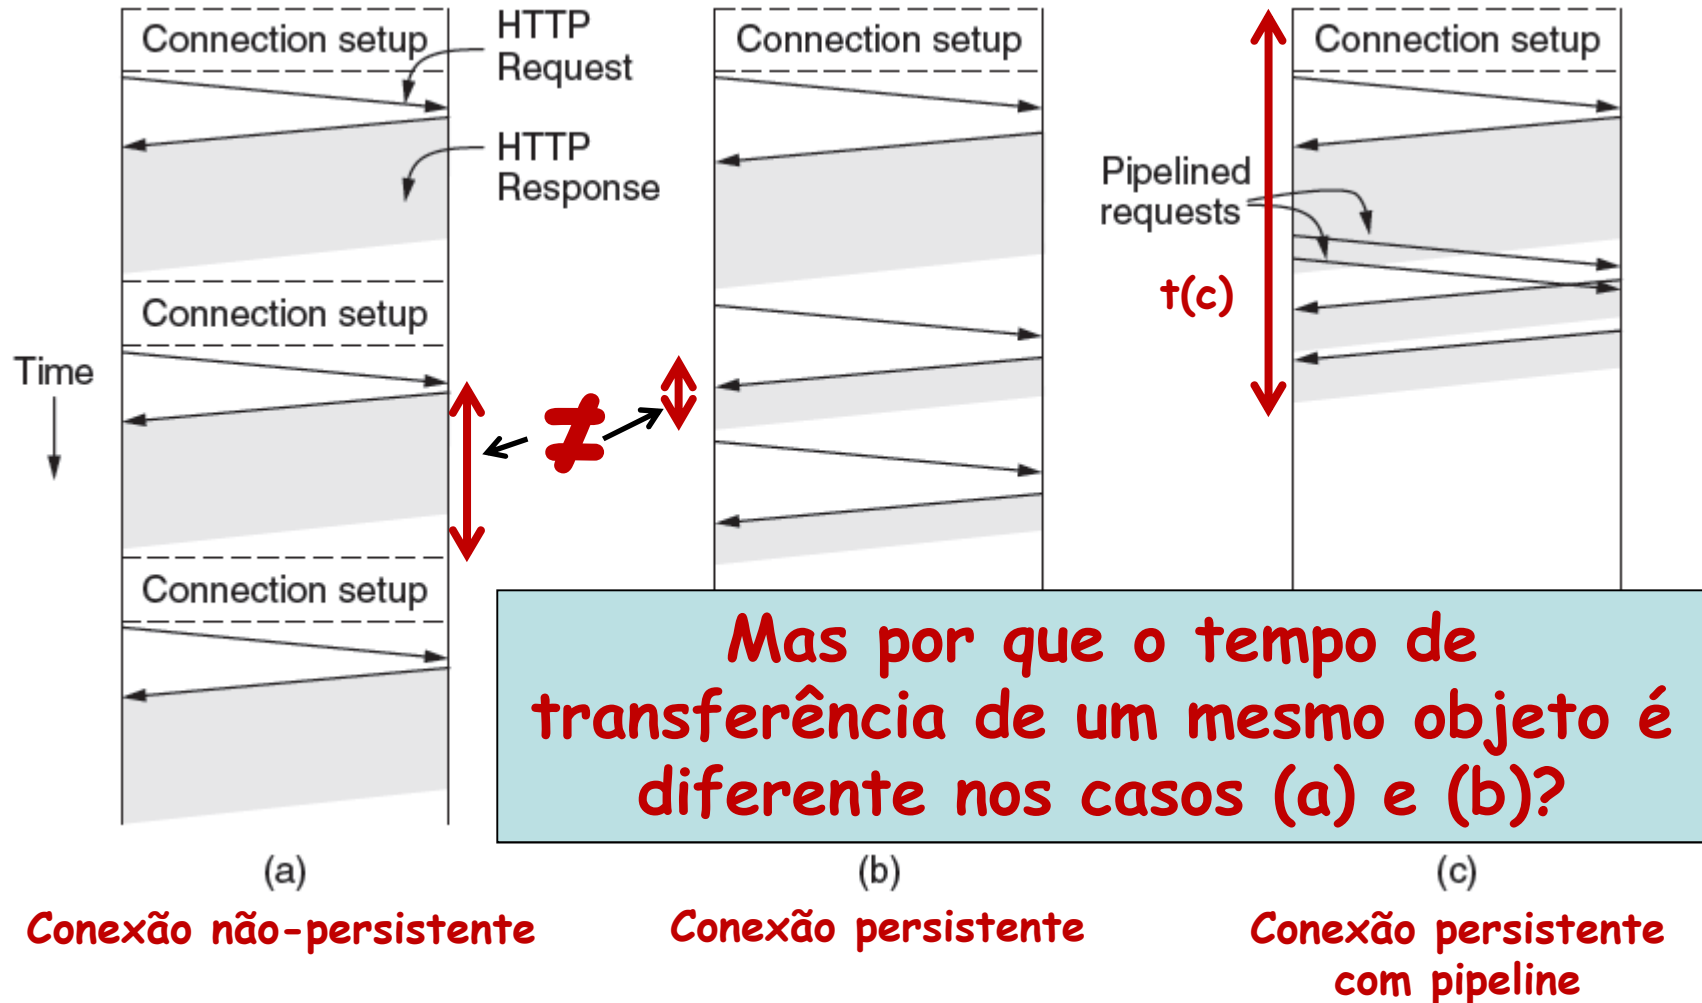 Connection setup
HTTP
Request
HTTP
Response
Connection setup
Time
Connection setup
(a)
Conexão não-persistente
Connection setup
≠
(b)
Conexão persistente
Connection setup
Pipelined
requests
t(c)
(c)
Conexão persistente
com pipeline
Mas por que o tempo de
transferência de um mesmo objeto é
diferente nos casos (a) e (b)?